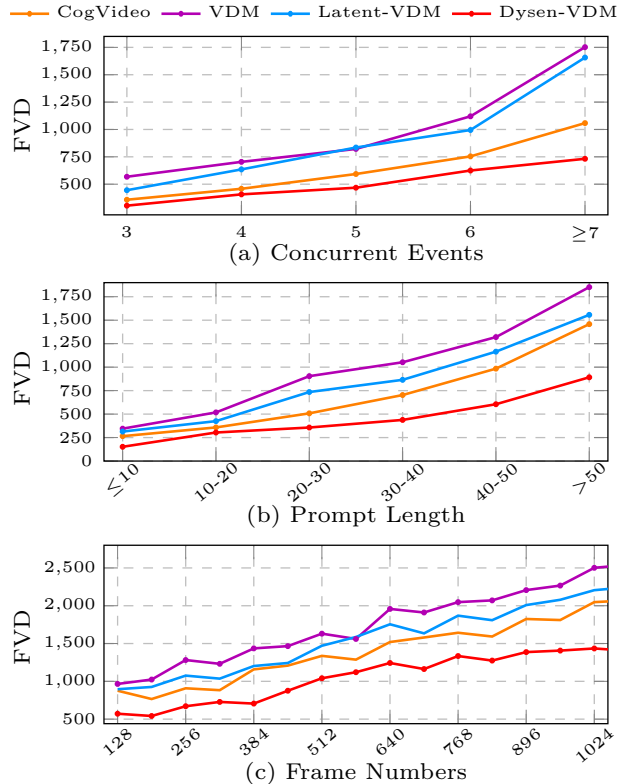 CogVideo VDM Latent-VDM Dysen-VDM
1,750
1,500
1,250
1,000
750
500
FVD
3 4 5 6 ≥7
(a) Concurrent Events
1,750
1,500
1,250
1,000
750
500
250
0
FVD
≤10 10-20 20-30 30-40 40-50 >50
(b) Prompt Length
2,500
2,000
1,500
1,000
500
FVD
128 256 384 512 640 768 896 1024
(c) Frame Numbers